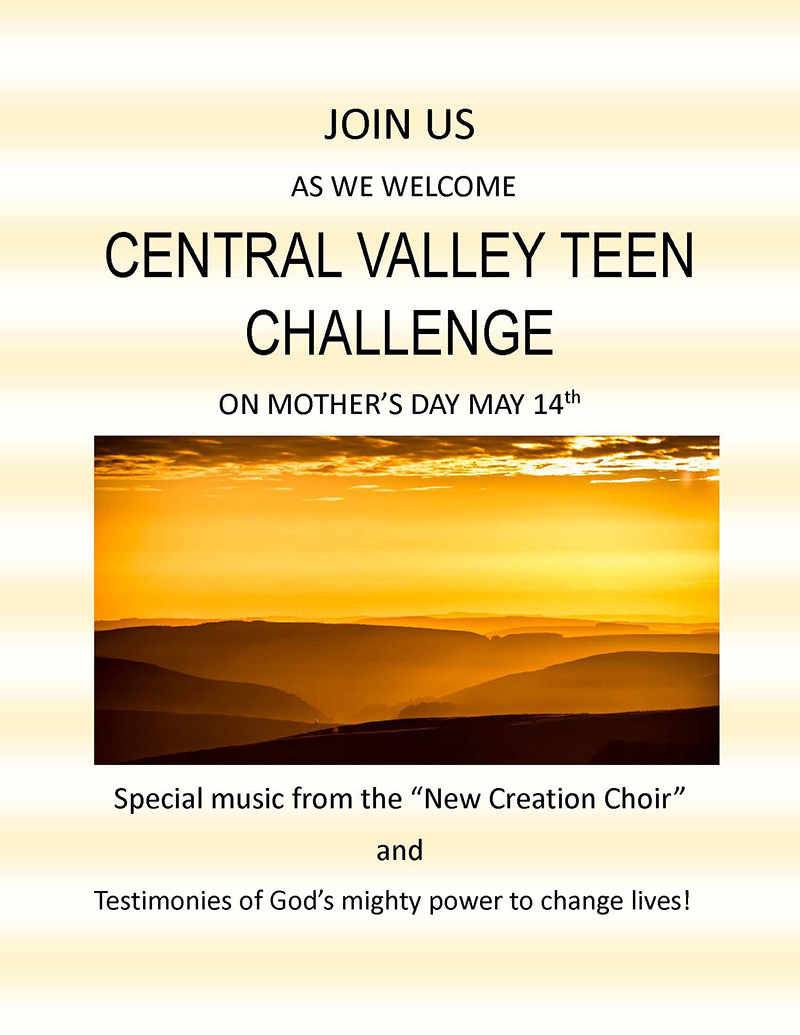 JOIN US
AS WE WELCOME
CENTRAL VALLEY TEEN
CHALLENGE
ON MOTHER’S DAY MAY 14th
Special music from the “New Creation Choir”
and
Testimonies of God’s mighty power to change lives!